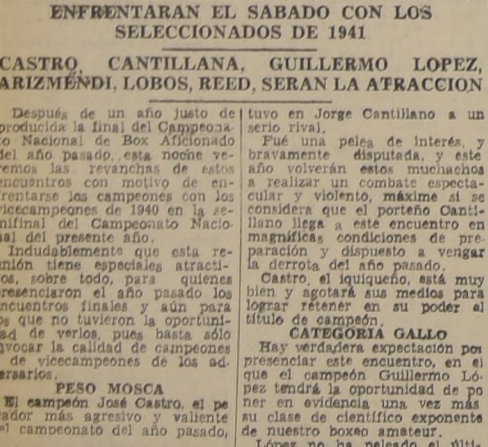 ENFRENTARAN EL SABADO CON LOS
SELECCIONADOS DE 1941
CASTRO, CANTILLANA, GUILLERMO LOPEZ,
ARIZMENDI, LOBOS, REED, SERAN LA ATRACCION
Después de un año justo de
producida la final del Campeona-
to Nacional de Box Aficionado
del año pasado, esta noche ve-
remos las revanchas de estos
encuentros con motivo de en-
frentarse los campeones con los
vicecampeones de 1940 en la se-
mifinal del Campeonato Nacio-
nal del presente año.
Indudablemente que esta re-
unión tiene especiales atracti-
vos, sobre todo, para quienes
presenciaron el año pasado los
encuentros finales y aún para
los que no tuvieron la oportuni-
dad de verlos, pues basta sólo
invocar la calidad de campeones
de vicecampeones de los ad-
versarios.
PESO MOSCA
El campeón José Castro, el pe
eador más agresivo y valiente
del campeonato del año pasado,
tuvo en Jorge Cantillano a un
serio rival.
Fué una pelea de interés, y
bravamente disputada, y este
año volverán estos muchachos
a realizar un combate especta-
cular y violento, máxime si se
considera que el porteño Canti-
llano llega a este encuentro en
magníficas condiciones de pre-
paración y dispuesto a vengar
la derrota del año pasado.
Castro, el iquiqueño, está muy
bien y agotará sus medios para
lograr retener en su poder el
título de campeón.
CATEGORIA GALLO
Hay verdadera expectación por
presenciar este encuentro, en el
que el campeón Guillermo Ló-
pez tendrá la oportunidad de po
ner en evidencia una vez más
su clase de científico exponente
de nuestro boxeo amateur.
López no ha peleado el últi-